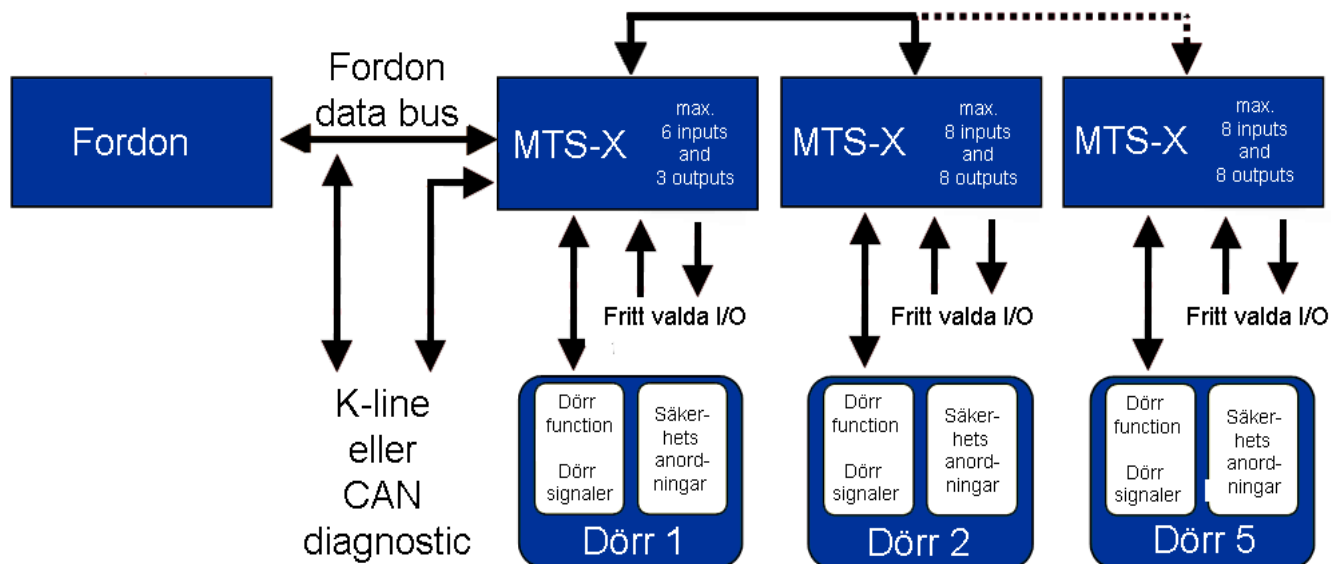 Fordon
Fordon
data bus
MTS-X
max.
6 inputs
and
3 outputs
MTS-X
max.
8 inputs
and
8 outputs
MTS-X
max.
8 inputs
and
8 outputs
Fritt valda I/O
Fritt valda I/O
Fritt valda I/O
K-line
eller
CAN
diagnostic
Dörr
function
Dörr
signaler
Säker-
hets
anord-
ningar
Dörr 1
Dörr
function
Dörr
signaler
Säker-
hets
anord-
ningar
Dörr 2
Dörr
function
Dörr
signaler
Säker-
hets
anord-
ningar
Dörr 5